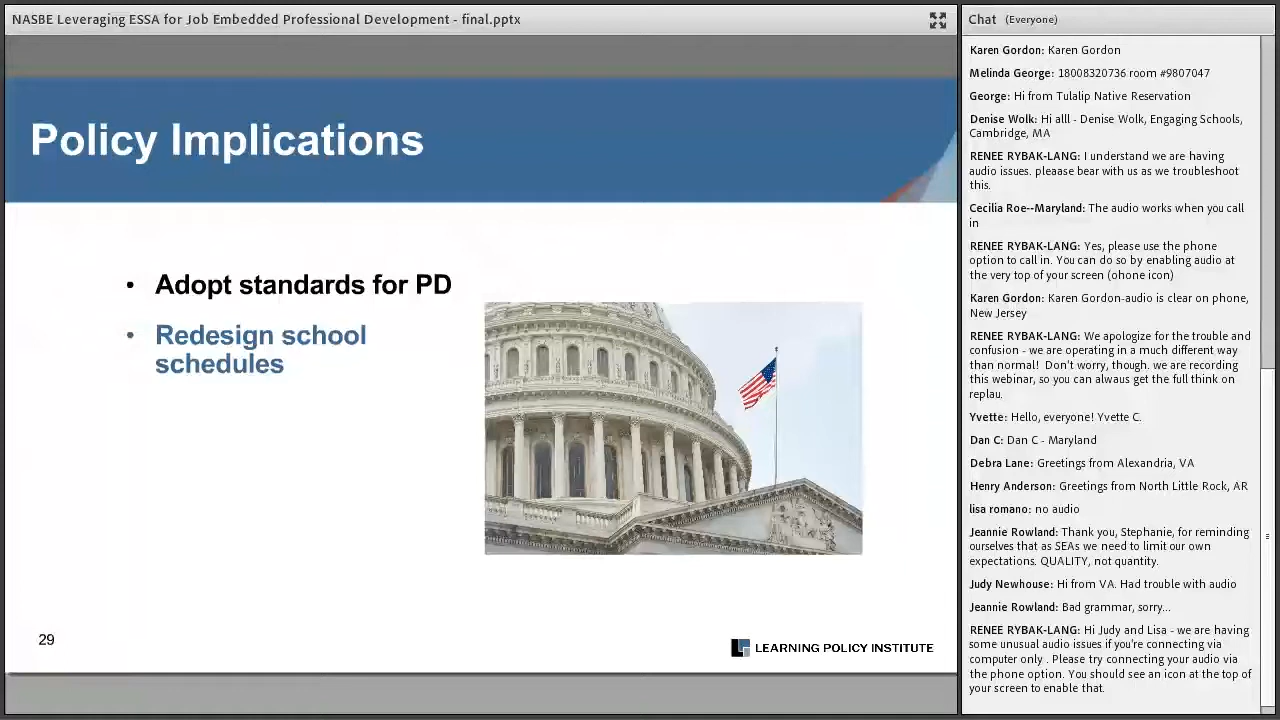 NASBE Leveraging ESSA for Job Embedded Professional Development - final.pptx
Policy Implications
• Adopt standards for PD
• Redesign school
schedules
29
LEARNING POLICY INSTITUTE
Chat (Everyone)
Karen Gordon: Karen Gordon
Melinda George: 18008320736 room #9807047
George: Hi from Tulalip Native Reservation
Denise Wolk: Hi alll - Denise Wolk, Engaging Schools,
Cambridge, MA
RENEE RYBAK-LANG: I understand we are having
audio issues. pleaase bear with us as we troubleshoot
this.
Cecilia Roe--Maryland: The audio works when you call
in
RENEE RYBAK-LANG: Yes, please use the phone
option to call in. You can do so by enabling audio at
the very top of your screen (ohone icon)
Karen Gordon: Karen Gordon-audio is clear on phone,
New Jersey
RENEE RYBAK-LANG: We apologize for the trouble and
confusion - we are operating in a much different way
than normal! Don't worry, though. we are recording
this webinar, so you can alwaus get the full think on
replau.
Yvette: Hello, everyone! Yvette C.
Dan C: Dan C - Maryland
Debra Lane: Greetings from Alexandria, VA
Henry Anderson: Greetings from North Little Rock, AR
lisa romano: no audio
Jeannie Rowland: Thank you, Stephanie, for reminding
ourselves that as SEAs we need to limit our own
expectations. QUALITY, not quantity.
Judy Newhouse: Hi from VA. Had trouble with audio
Jeannie Rowland: Bad grammar, sorry...
RENEE RYBAK-LANG: Hi Judy and Lisa - we are having
some unusual audio issues if you're connecting via
computer only . Please try connecting your audio via
the phone option. You should see an icon at the top of
your screen to enable that.